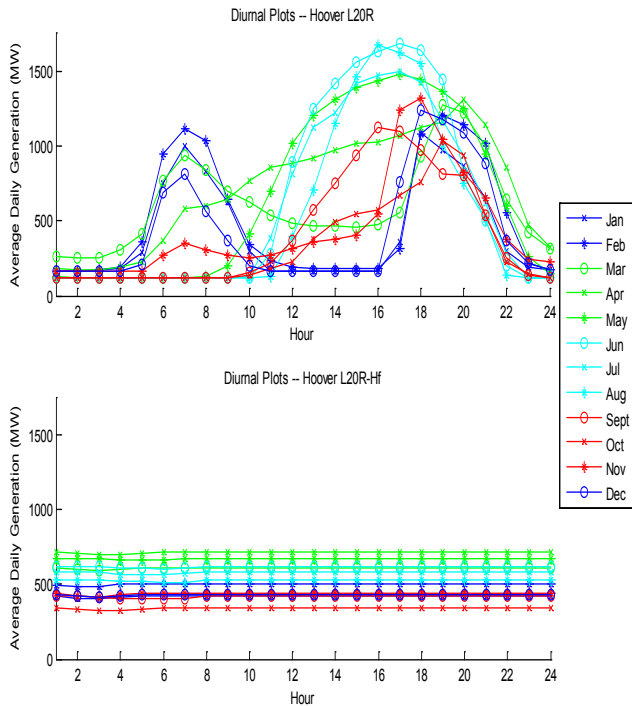 Diurnal Plots -- Hoover L20R
Average Daily Generation (MW)
1500
1000
500
0
2 4 6 8 10 12 14 16 18 20 22 24
Hour
Diurnal Plots -- Hoover L20R-Hf
Average Daily Generation (MW)
1500
1000
500
0
2 4 6 8 10 12 14 16 18 20 22 24
Hour
Jan
Feb
Mar
Apr
May
Jun
Jul
Aug
Sept
Oct
Nov
Dec